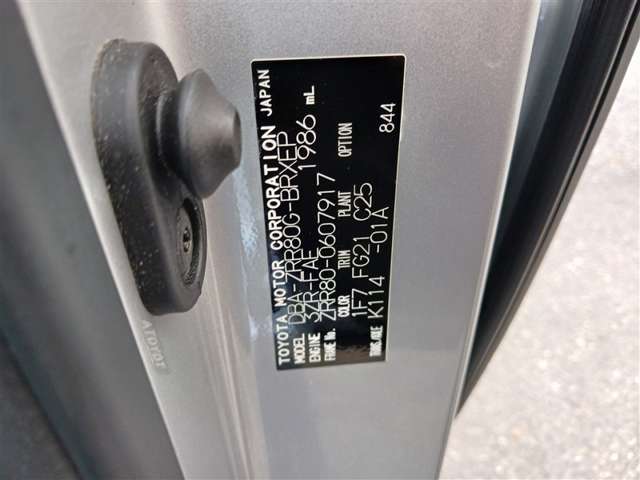 TOYOTA MOTOR CORPORATION JAPAN
MODEL DBA-ZRR80G-BRXEP
ENGINE 3ZR-FAE 1986 mL
FRAME No. ZRR80-0607917
COLOR TRIM PLANT OPTION
1F7 FG21 C25 844
TRANS./AXLE K114 -01A